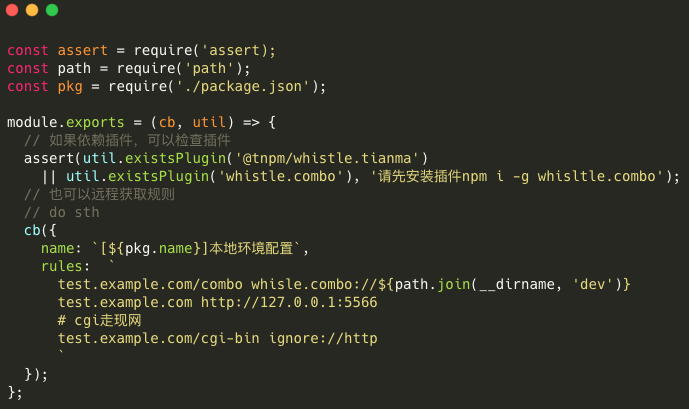 const assert = require('assert);
const path = require('path');
const pkg = require('./package.json');

module.exports = (cb, util) => {
  // 如果依赖插件，可以检查插件
  assert(util.existsPlugin('@tnpm/whistle.tianma')
    || util.existsPlugin('whistle.combo'), '请先安装插件npm i -g whisltle.combo');
  // 也可以远程获取规则
  // do sth
  cb({
    name: `[${pkg.name}]本地环境配置`,
    rules:  `
      test.example.com/combo whisle.combo://${path.join(__dirname, 'dev')}
      test.example.com http://127.0.0.1:5566
      # cgi走现网
      test.example.com/cgi-bin ignore://http
      `
  });
};